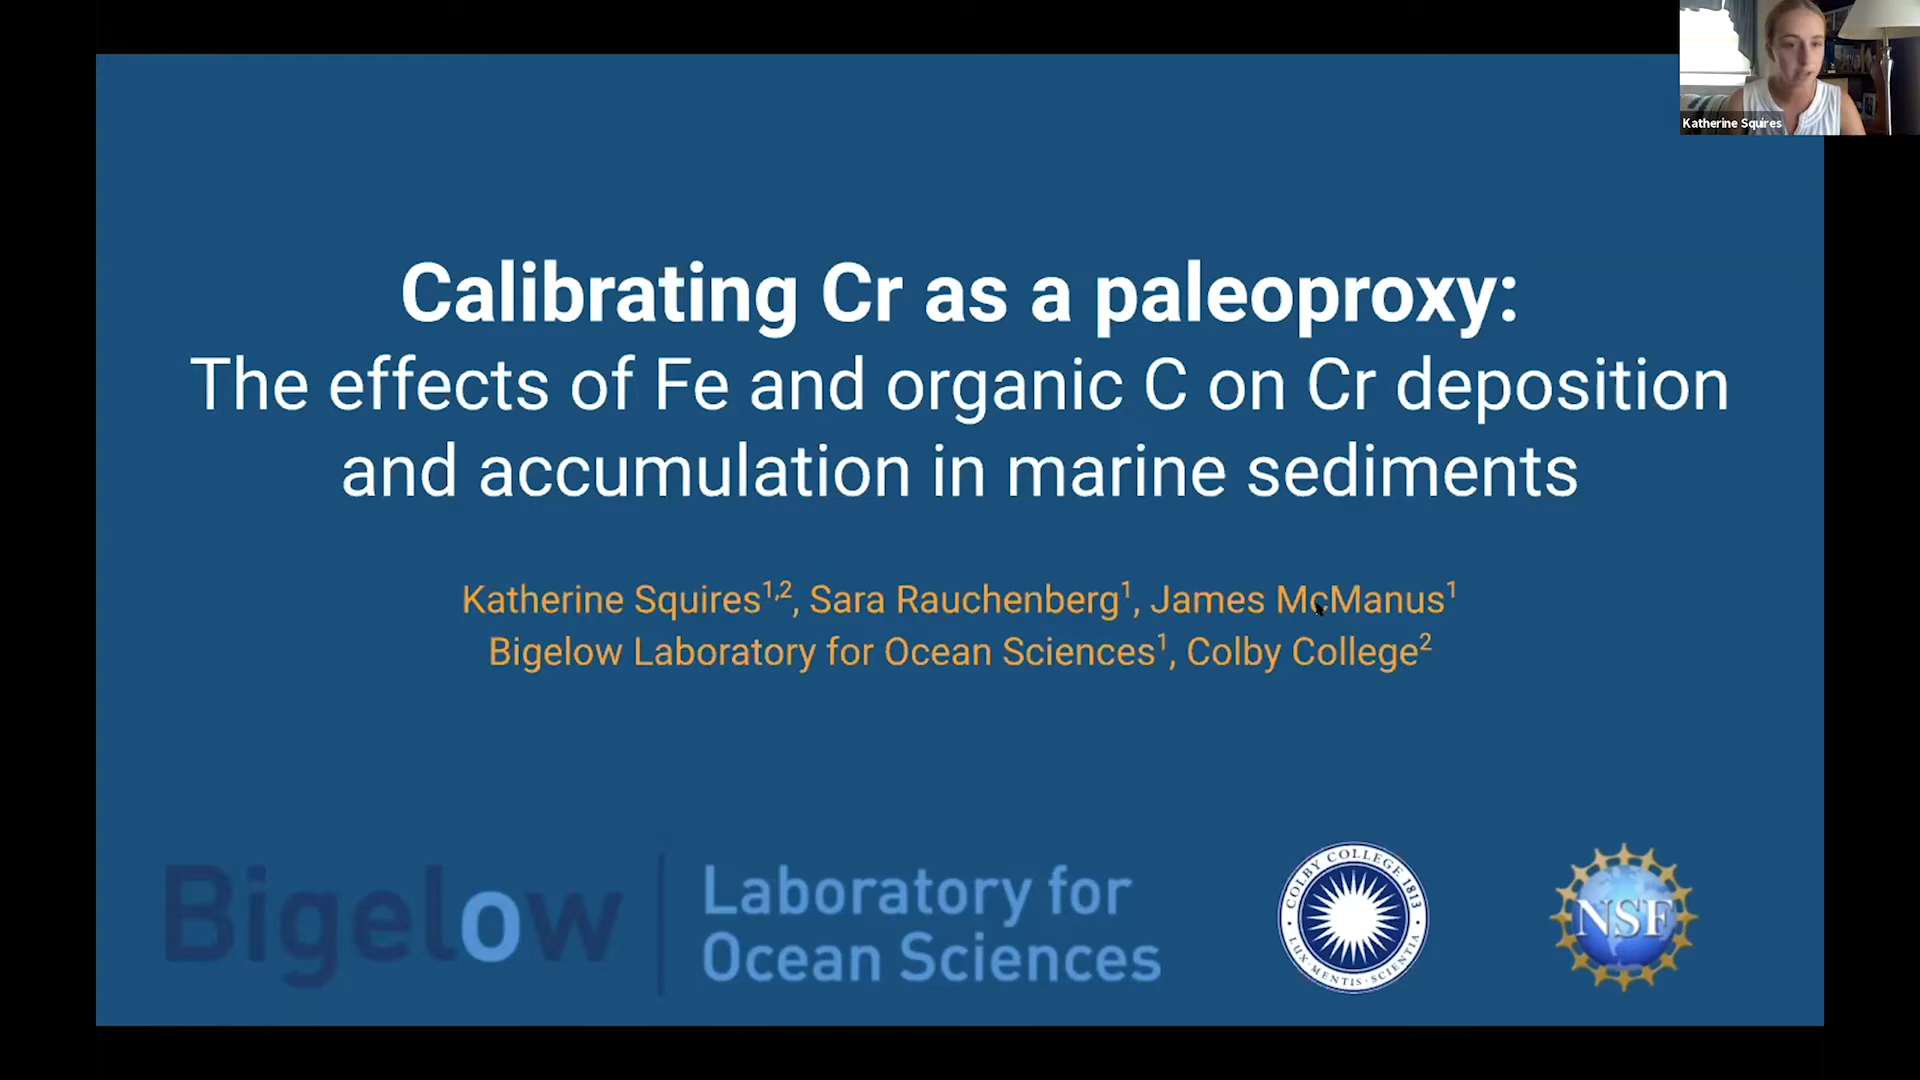 Katherine Squires
Calibrating Cr as a paleoproxy:
The effects of Fe and organic C on Cr deposition
and accumulation in marine sediments
Katherine Squires1,2, Sara Rauchenberg1, James McManus1
Bigelow Laboratory for Ocean Sciences1, Colby College2
Bigelow
Laboratory for
Ocean Sciences
COLBY COLLEGE 1813
LUX · MENTIS · SCIENTIA
NSF